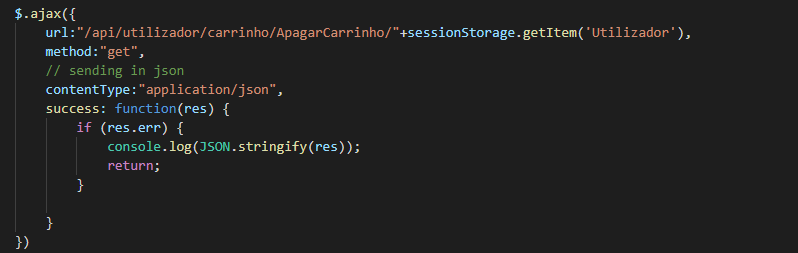 $.ajax({
    url:"/api/utilizador/carrinho/ApagarCarrinho/"+sessionStorage.getItem('Utilizador'),
    method:"get",
    // sending in json
    contentType:"application/json",
    success: function(res) {
        if (res.err) {
            console.log(JSON.stringify(res));
            return;
        }
    }
})